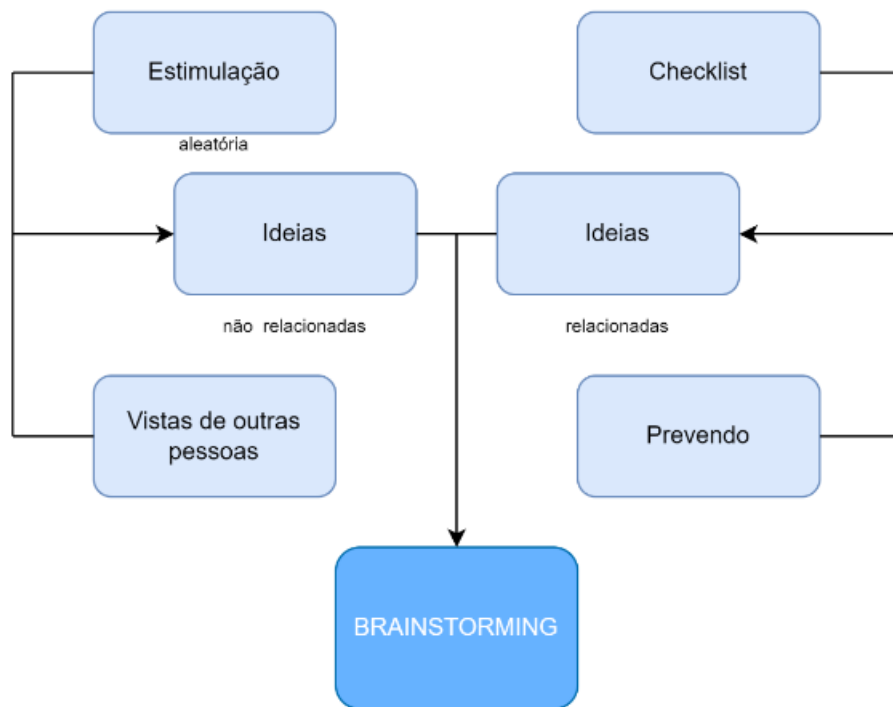 Estimulação
Checklist
aleatória
Ideias
Ideias
não relacionadas
relacionadas
Vistas de outras
pessoas
Prevendo
BRAINSTORMING